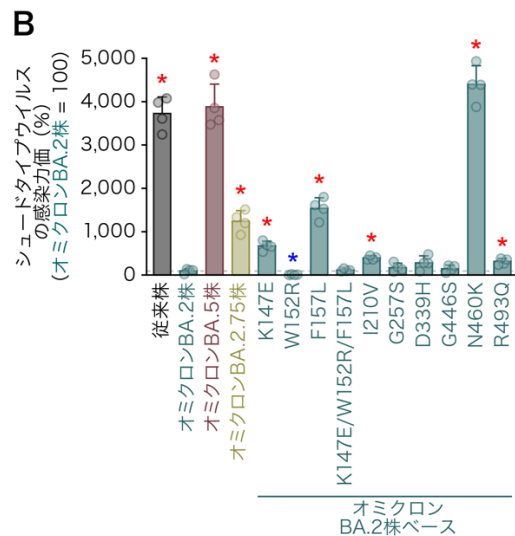 B
シュードタイプウイルス
の感染力価（%）
（オミクロンBA.2株 = 100）
5,000
4,000
3,000
2,000
1,000
0
*
*
*
*
*
*
*
*
*
従来株
オミクロンBA.2株
オミクロンBA.5株
オミクロンBA.2.75株
K147E
W152R
F157L
K147E/W152R/F157L
I210V
G257S
D339H
G446S
N460K
R493Q
オミクロン
BA.2株ベース